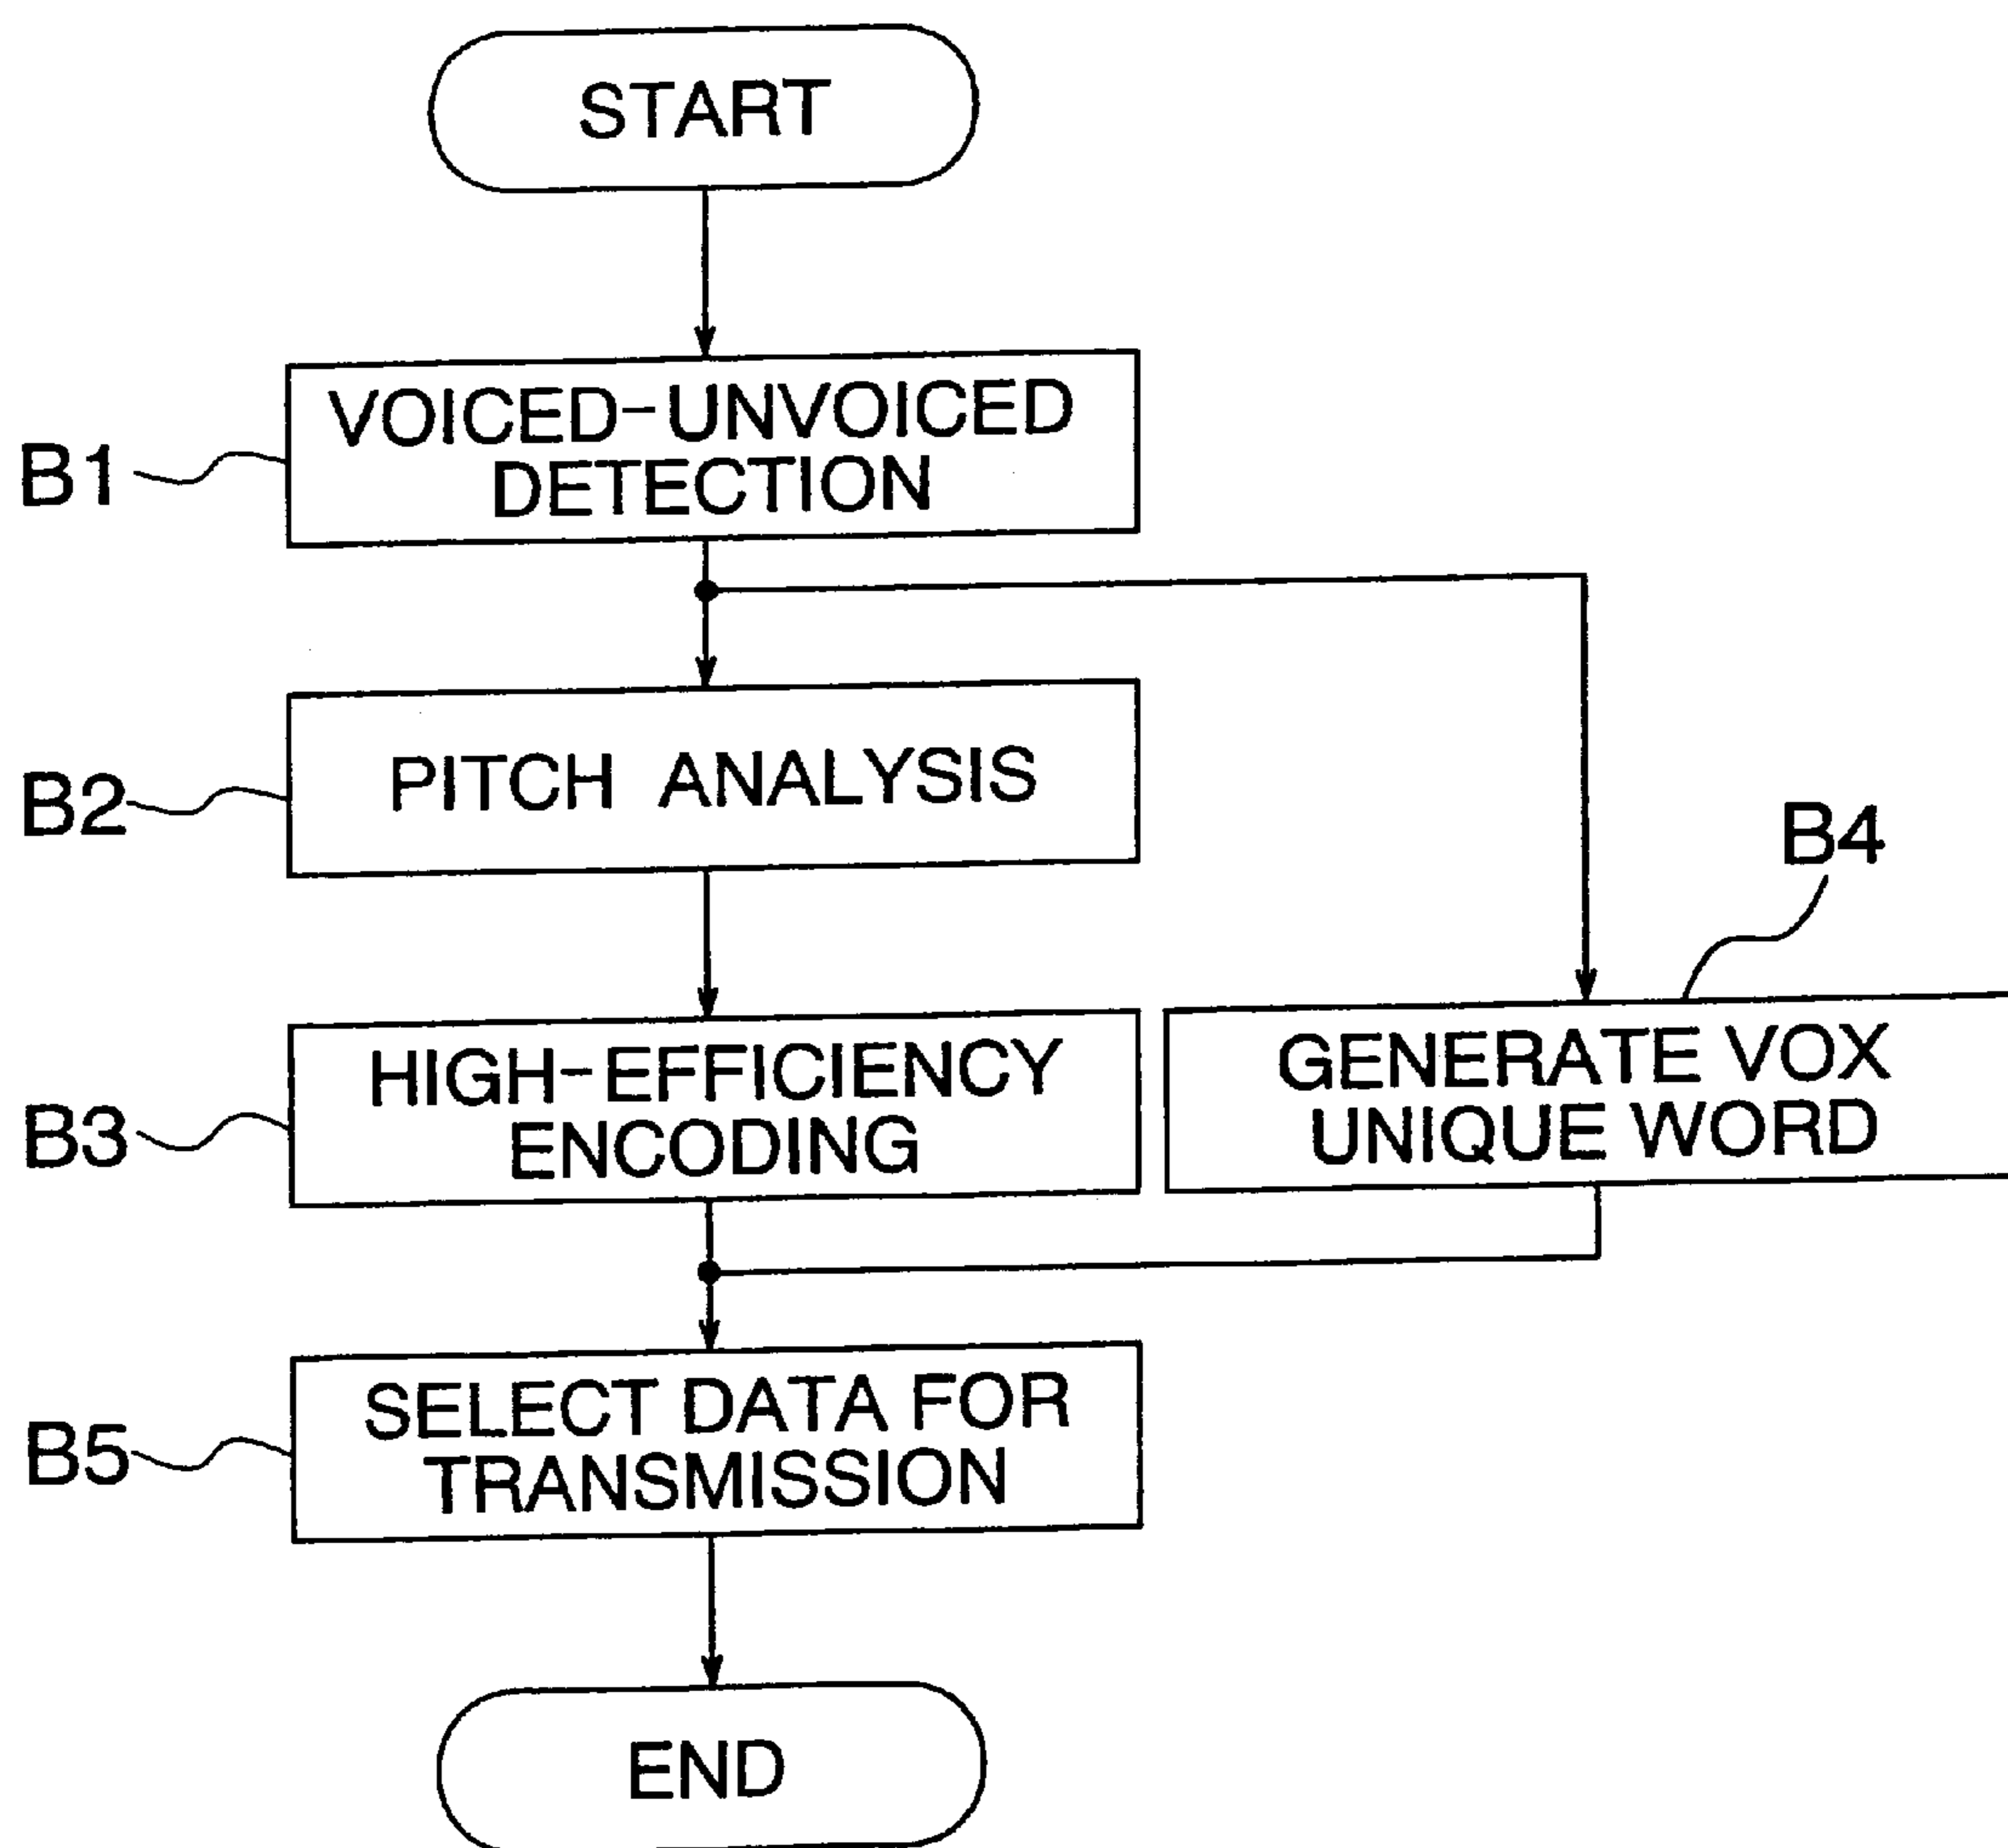 START
B1
VOICED-UNVOICED
DETECTION
B2
PITCH ANALYSIS
B4
B3
HIGH-EFFICIENCY
ENCODING
GENERATE VOX
UNIQUE WORD
B5
SELECT DATA FOR
TRANSMISSION
END